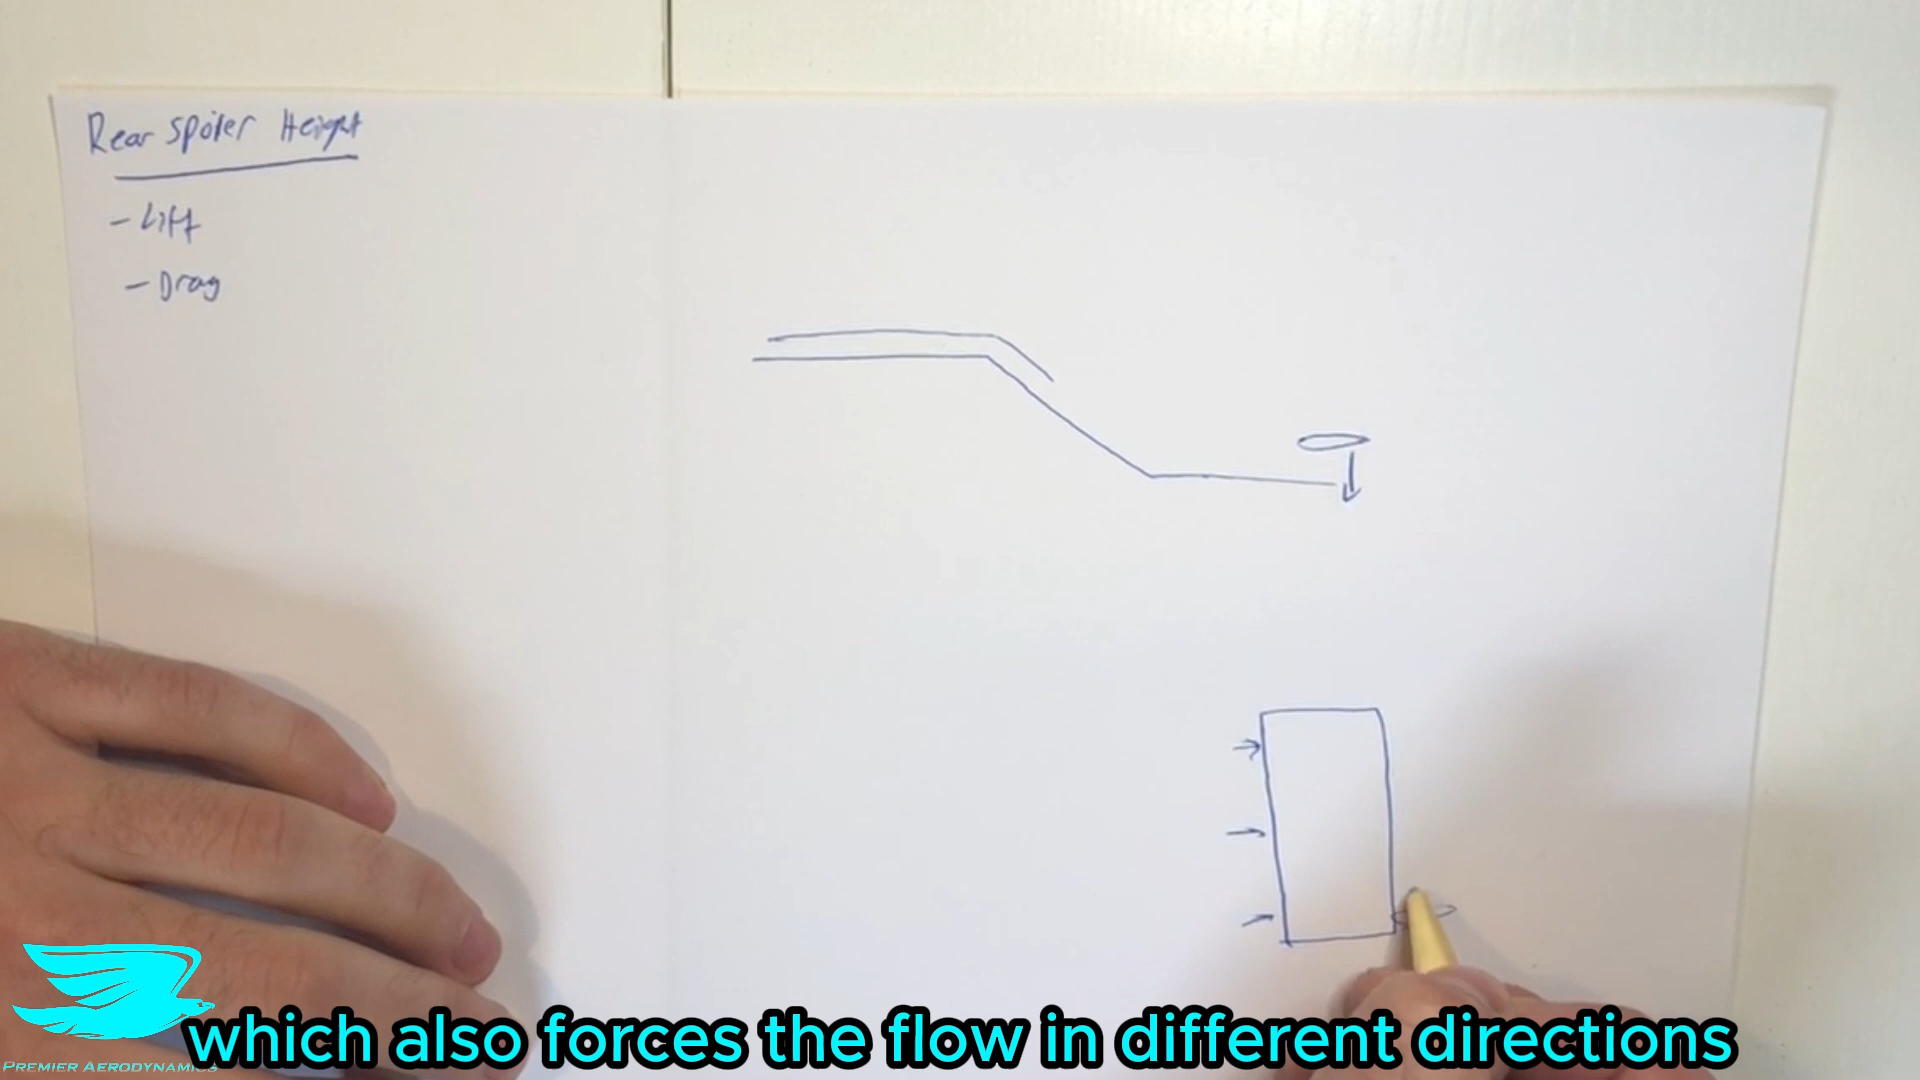 Rear Spoiler Height
- Lift
- Drag
which also forces the flow in different directions
PREMIER AERODYNAMICS